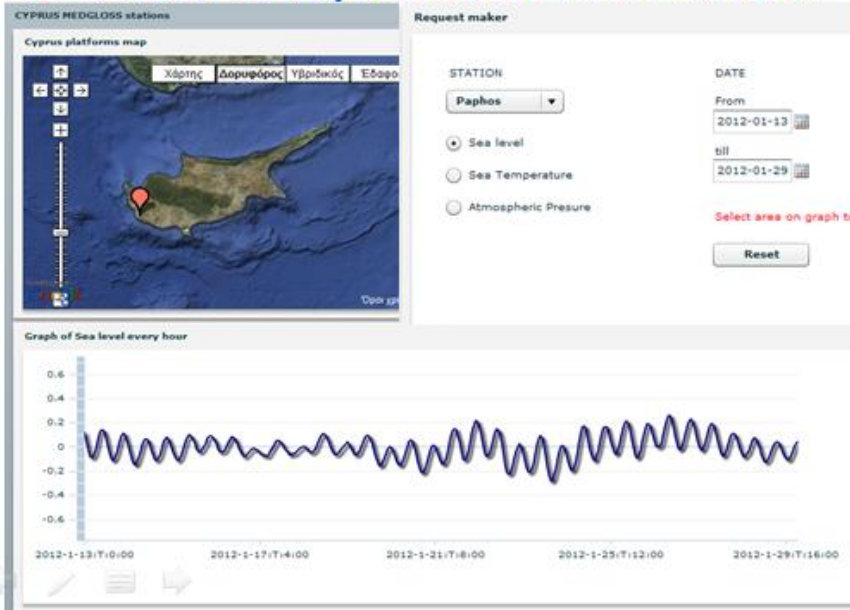 CYPRUS MEDGLOSS stations
Cyprus platforms map
Χάρτης Δορυφόρος Υβριδικός Έδαφο
Όροι χρή
Request maker
STATION
Paphos
Sea level
Sea Temperature
Atmospheric Presure
DATE
From
2012-01-13
till
2012-01-29
Select area on graph t
Reset
Graph of Sea level every hour
0.6
0.4
0.2
0
-0.2
-0.4
-0.6
2012-1-13:T:0:00 2012-1-17:T:4:00 2012-1-21:T:8:00 2012-1-25:T:12:00 2012-1-29:T:16:00